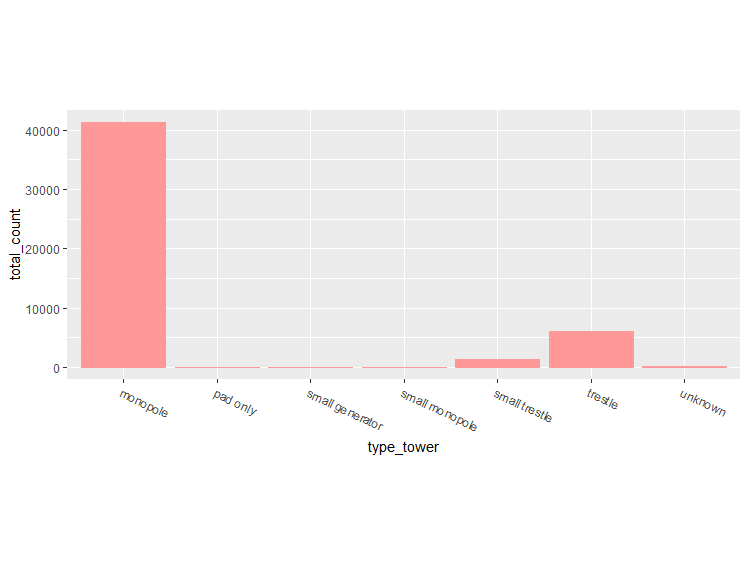 total_count
40000
30000
20000
10000
0
monopole
pad only
small generator
small monopole
small trestle
trestle
unknown
type_tower